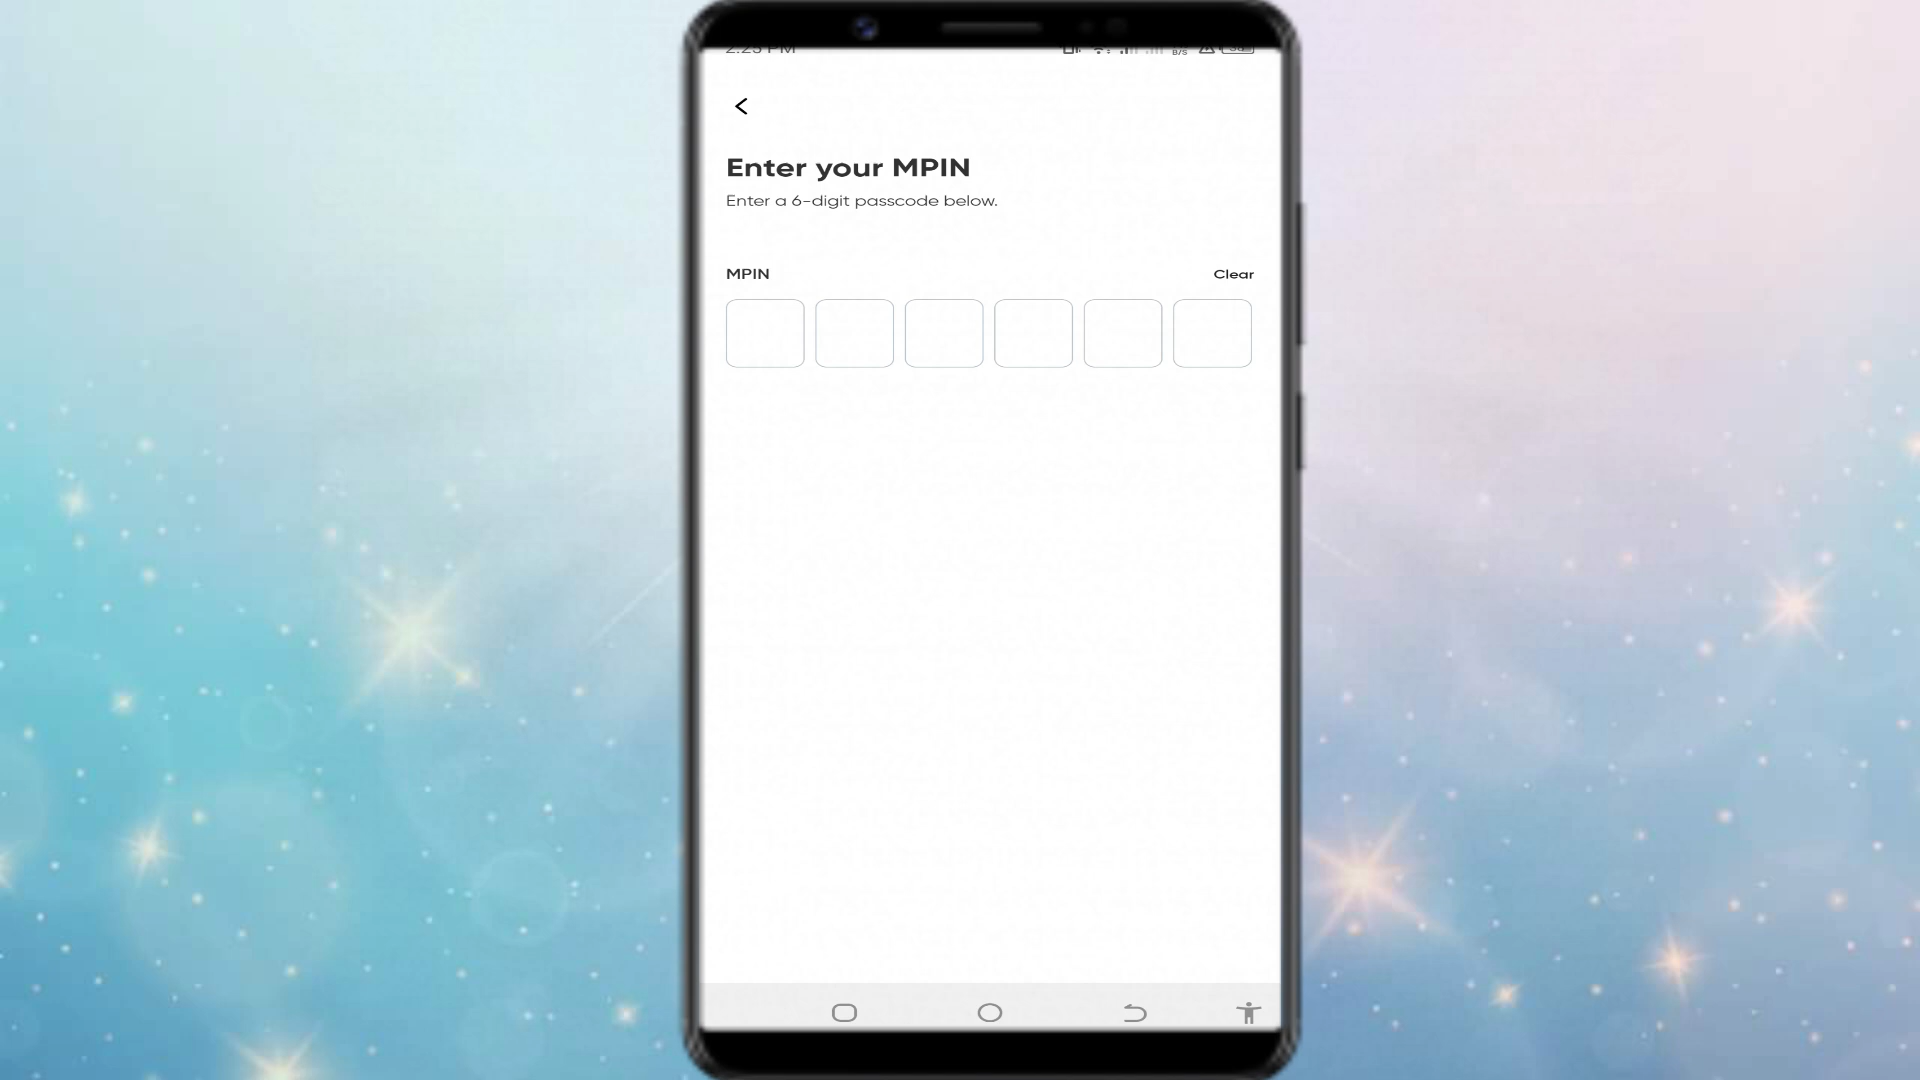 2:25 PM
B/S
Enter your MPIN
Enter a 6-digit passcode below.
MPIN Clear